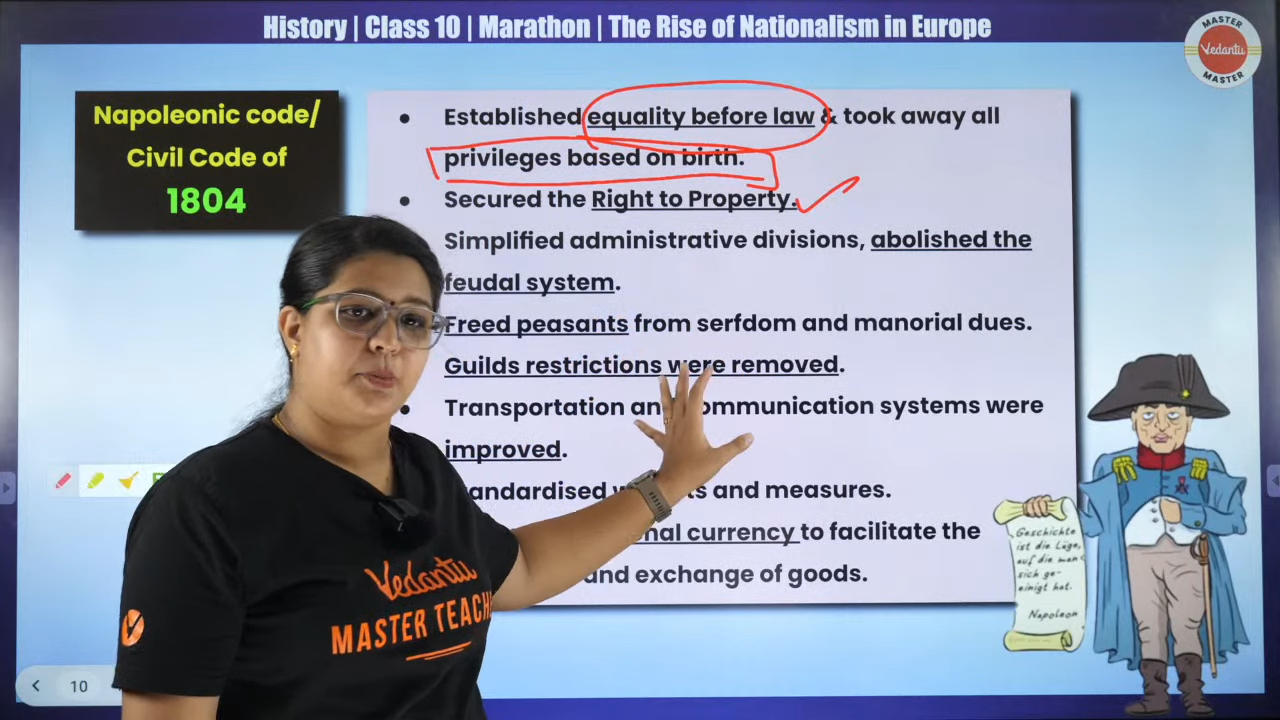 History | Class 10 | Marathon | The Rise of Nationalism in Europe
MASTER
Vedantu
MASTER
Napoleonic code/
Civil Code of
1804
Established equality before law & took away all
privileges based on birth.
Secured the Right to Property.
Simplified administrative divisions, abolished the
feudal system.
Freed peasants from serfdom and manorial dues.
Guilds restrictions were removed.
Transportation and communication systems were
improved.
and measures.
currency to facilitate the
and exchange of goods.
Geschichte
ist die Lüge,
auf die man
sich ge-
einigt hat.
Napoleon
Vedantu
MASTER
10